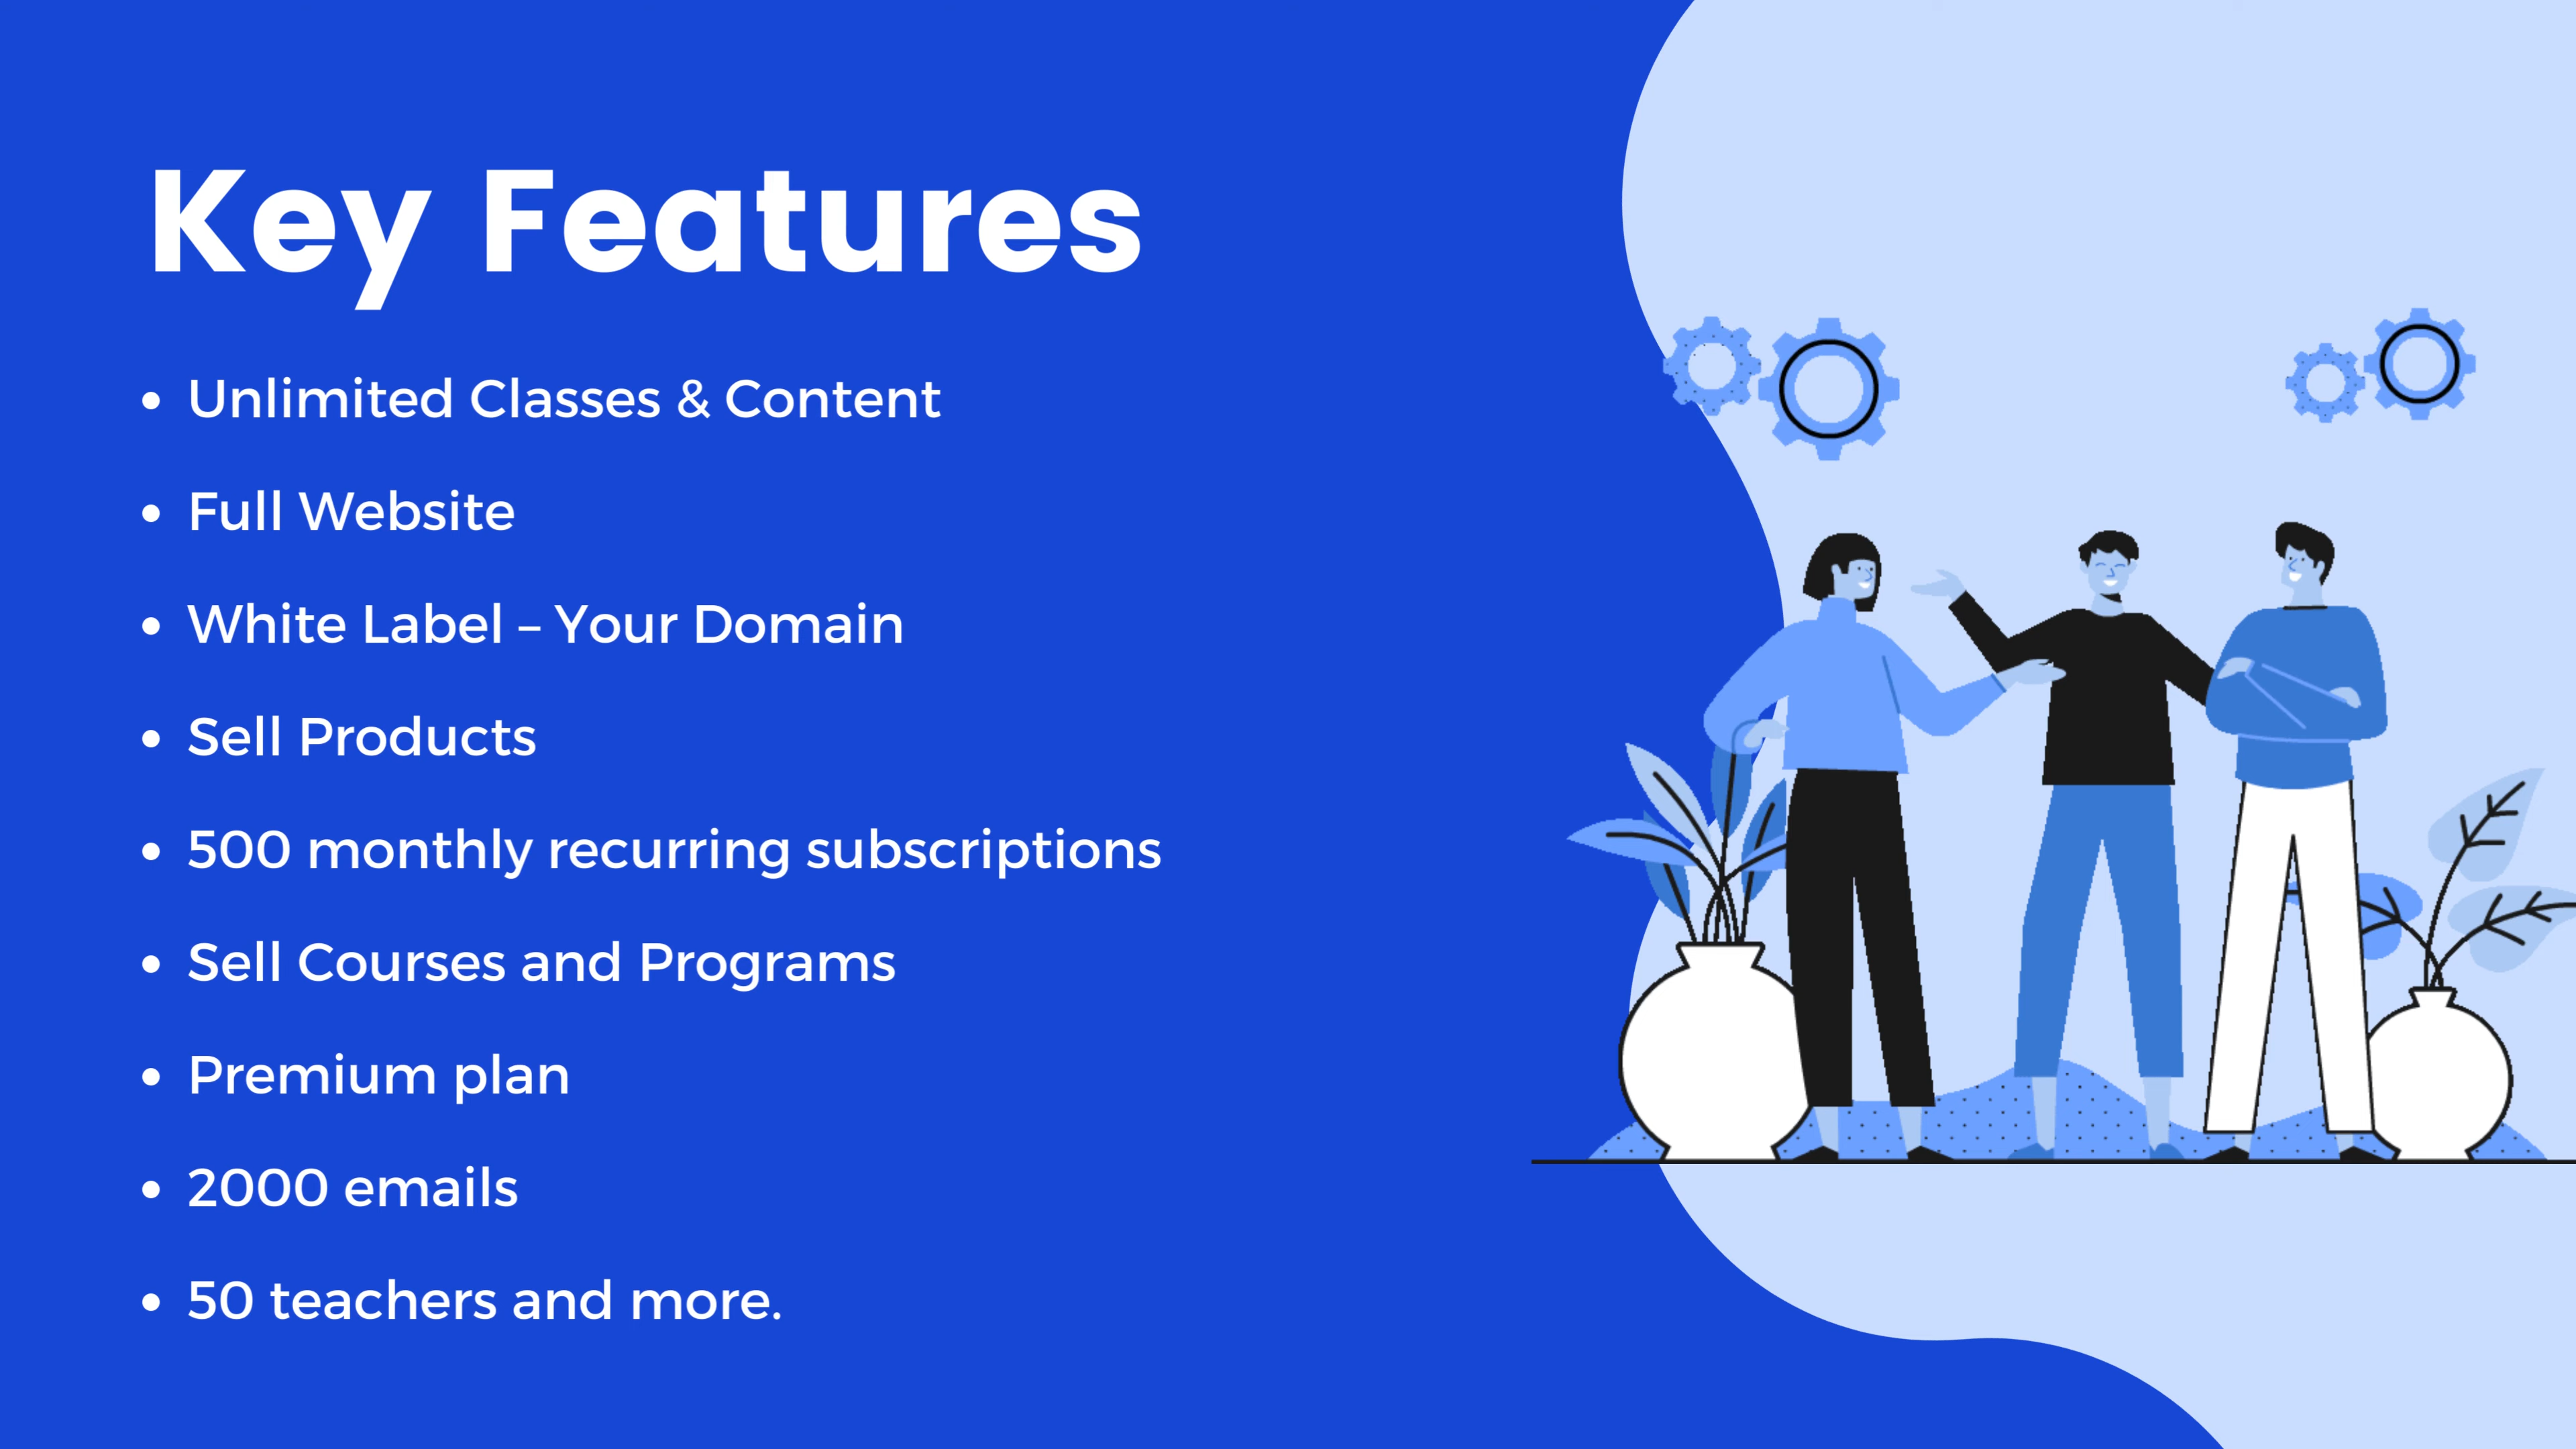 Key Features
• Unlimited Classes & Content
• Full Website
• White Label – Your Domain
• Sell Products
• 500 monthly recurring subscriptions
• Sell Courses and Programs
• Premium plan
• 2000 emails
• 50 teachers and more.